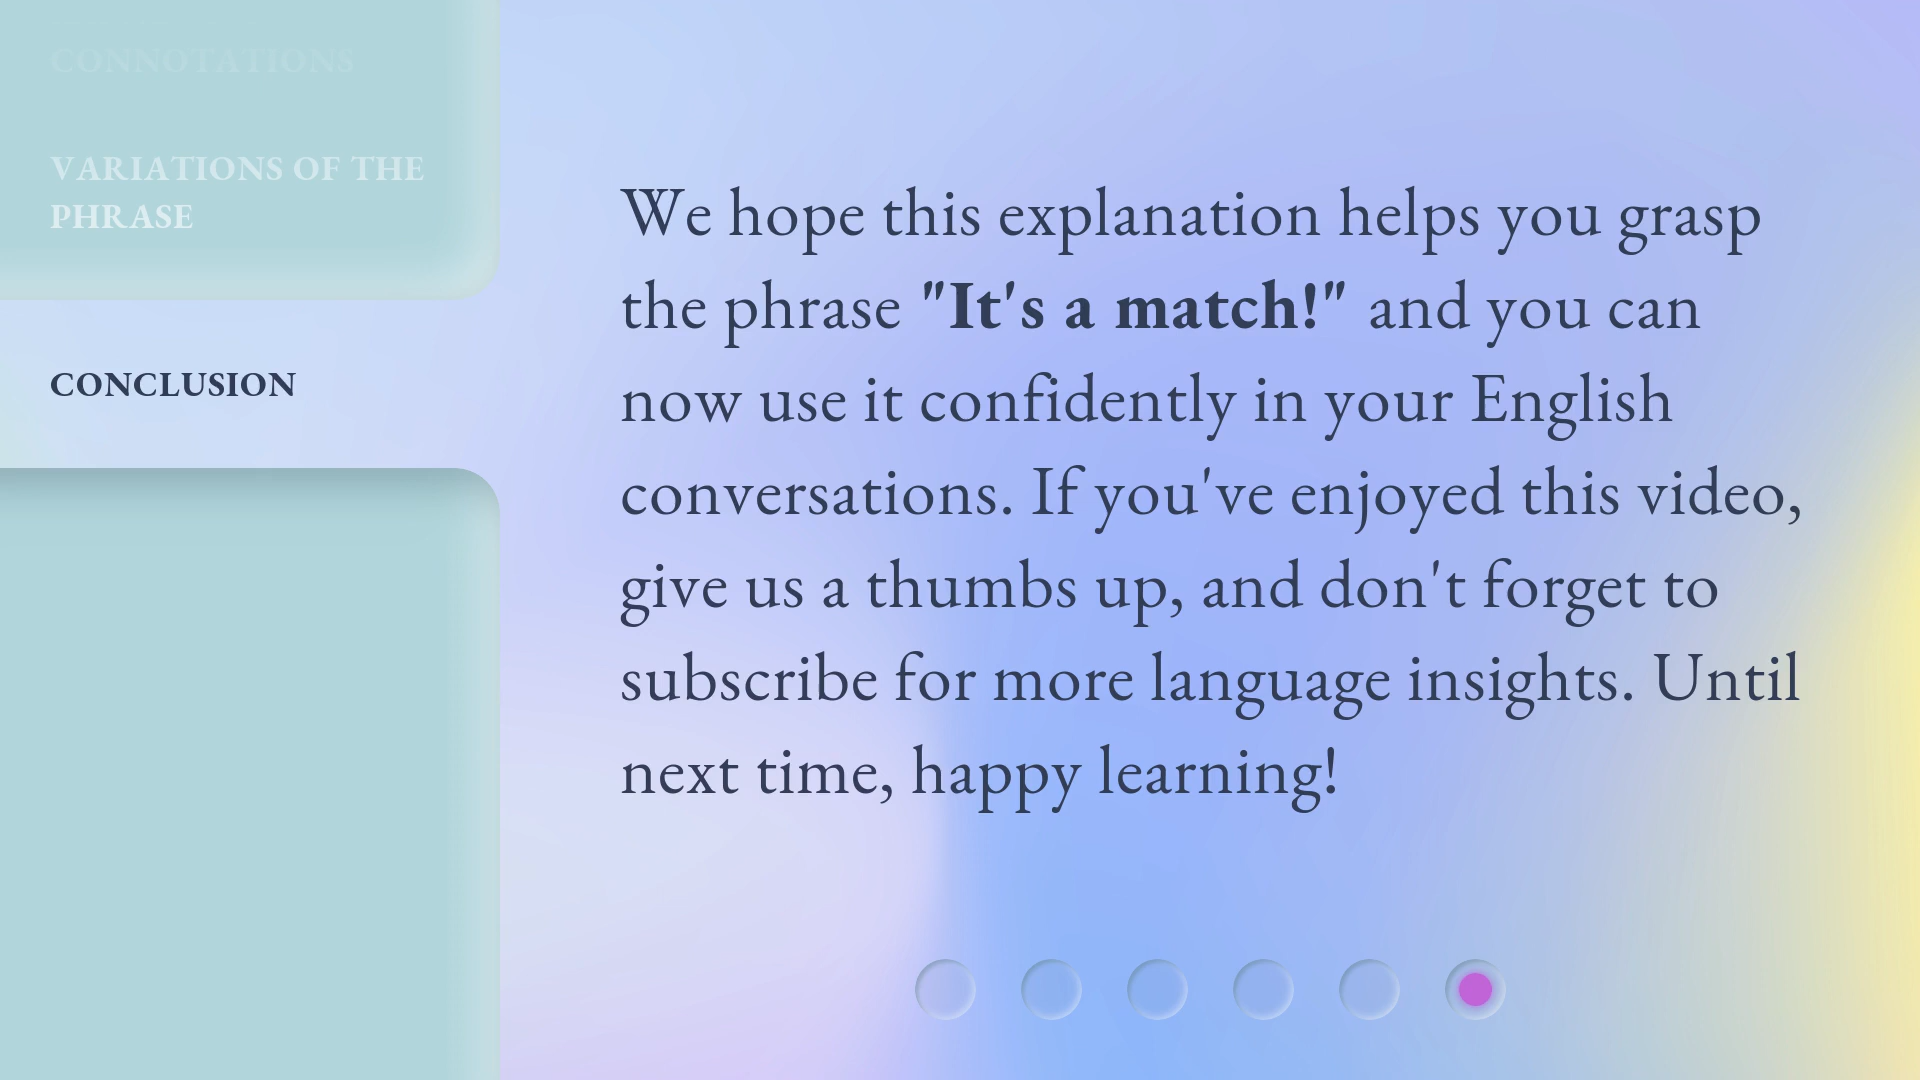 CONNOTATIONS
VARIATIONS OF THE
PHRASE
CONCLUSION
We hope this explanation helps you grasp
the phrase "It's a match!" and you can
now use it confidently in your English
conversations. If you've enjoyed this video,
give us a thumbs up, and don't forget to
subscribe for more language insights. Until
next time, happy learning!